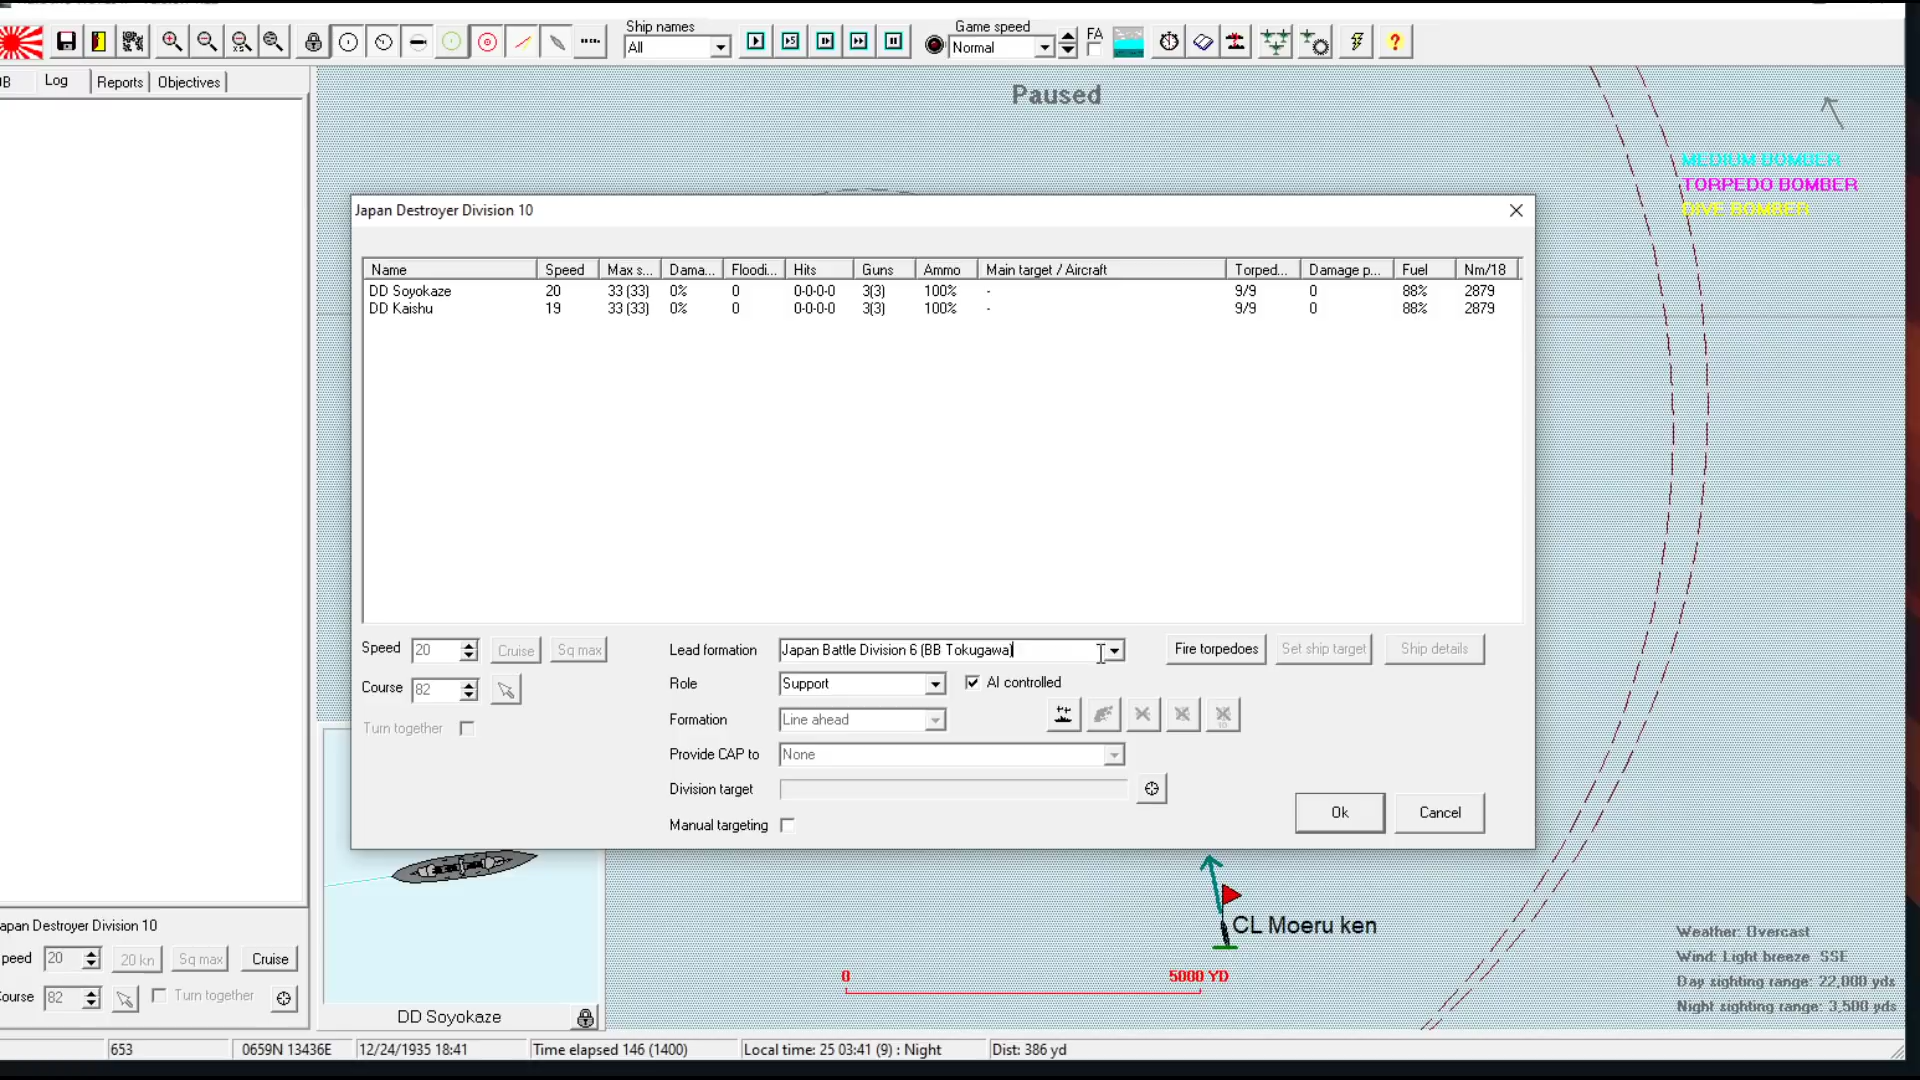 Ship names
All
Game speed
Normal
FA
?
Log
Reports
Objectives
Paused
MEDIUM BOMBER
TORPEDO BOMBER
DIVE BOMBER
Japan Destroyer Division 10
Name Speed Max s... Dama... Floodi... Hits Guns Ammo Main target / Aircraft Torped... Damage p... Fuel Nm/18
DD Soyokaze 20 33 (33) 0% 0 0-0-0-0 3(3) 100% - 9/9 0 88% 2879
DD Kaishu 19 33 (33) 0% 0 0-0-0-0 3(3) 100% - 9/9 0 88% 2879
Speed 20 Cruise Sq max
Lead formation Japan Battle Division 6 (BB Tokugawa)
Fire torpedoes Set ship target Ship details
Role Support AI controlled
Course 82
Formation Line ahead
Turn together
Provide CAP to None
Division target
Manual targeting
Ok Cancel
CL Moeru ken
0 5000 YD
Weather: Overcast
Wind: Light breeze SSE
Day sighting range: 22,000 yds
Night sighting range: 3,500 yds
apan Destroyer Division 10
peed 20 20 kn Sq max Cruise
ourse 82 Turn together
DD Soyokaze
653 0659N 13436E 12/24/1935 18:41 Time elapsed 146 (1400) Local time: 25 03:41 (9) : Night Dist: 386 yd